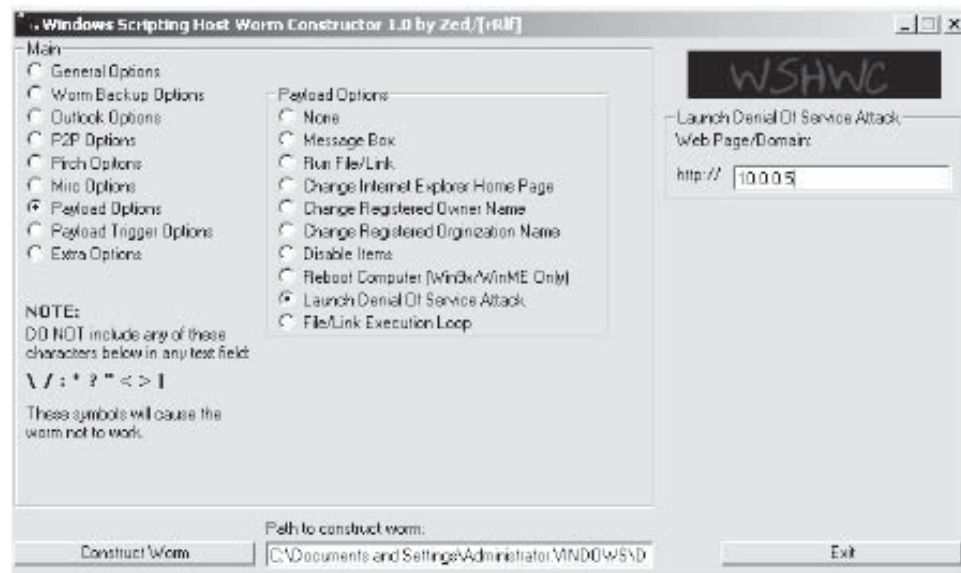 Windows Scripting Host Worm Constructor 1.0 by Zed/[rRlf]
Main
General Options
Worm Backup Options
Outlook Options
P2P Options
Pirch Options
Mirc Options
Payload Options
Payload Trigger Options
Extra Options
NOTE:
DO NOT include any of these
characters below in any text field:
\ / : * ? " < > |
These symbols will cause the
worm not to work.
Payload Options
None
Message Box
Run File/Link
Change Internet Explorer Home Page
Change Registered Owner Name
Change Registered Orginization Name
Disable Items
Reboot Computer (Win9x/WinME Only)
Launch Denial Of Service Attack
File/Link Execution Loop
WSHWC
Launch Denial Of Service Attack
Web Page/Domain:
http:// 10.0.0.5
Path to construct worm:
Construct Worm
C:\Documents and Settings\Administrator.WINDOWS\D
Exit